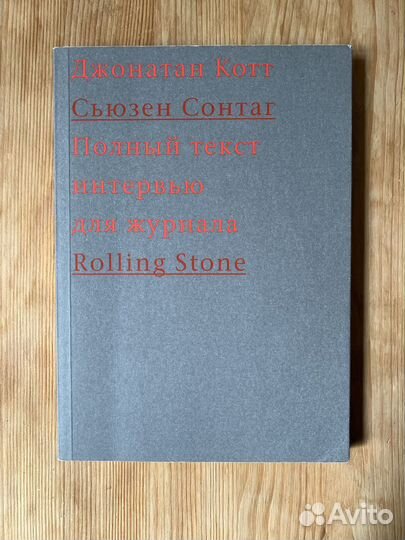 Джонатан Котт
Сьюзен Сонтаг
Полный текст
интервью
для журнала
Rolling Stone
Avito